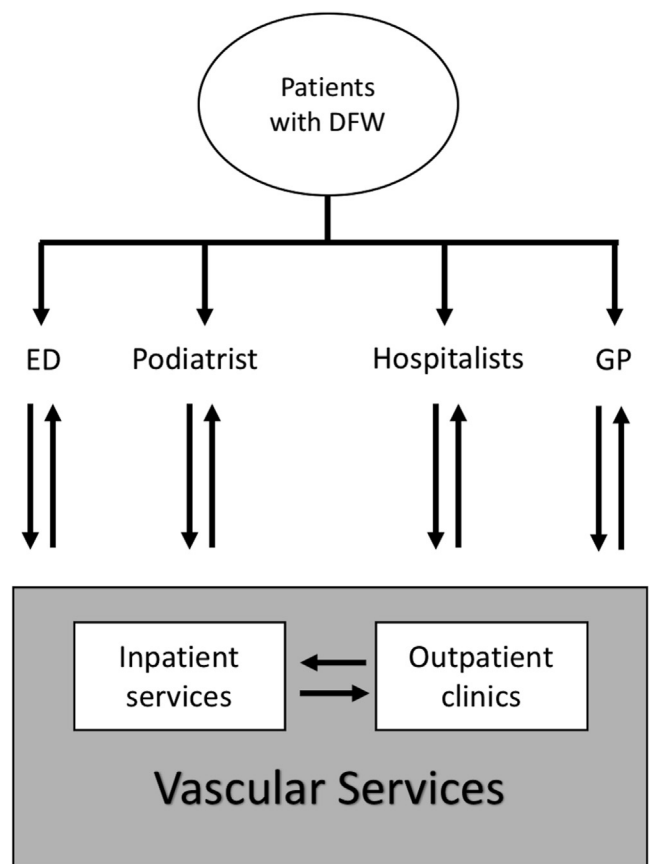 Patients
with DFW
ED
Podiatrist
Hospitalists
GP
Inpatient
services
Outpatient
clinics
Vascular Services